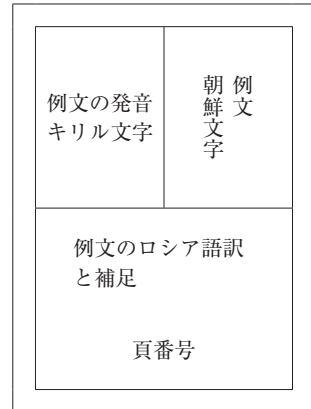 例文の発音
キリル文字
例文
朝鮮文字
例文のロシア語訳
と補足
頁番号